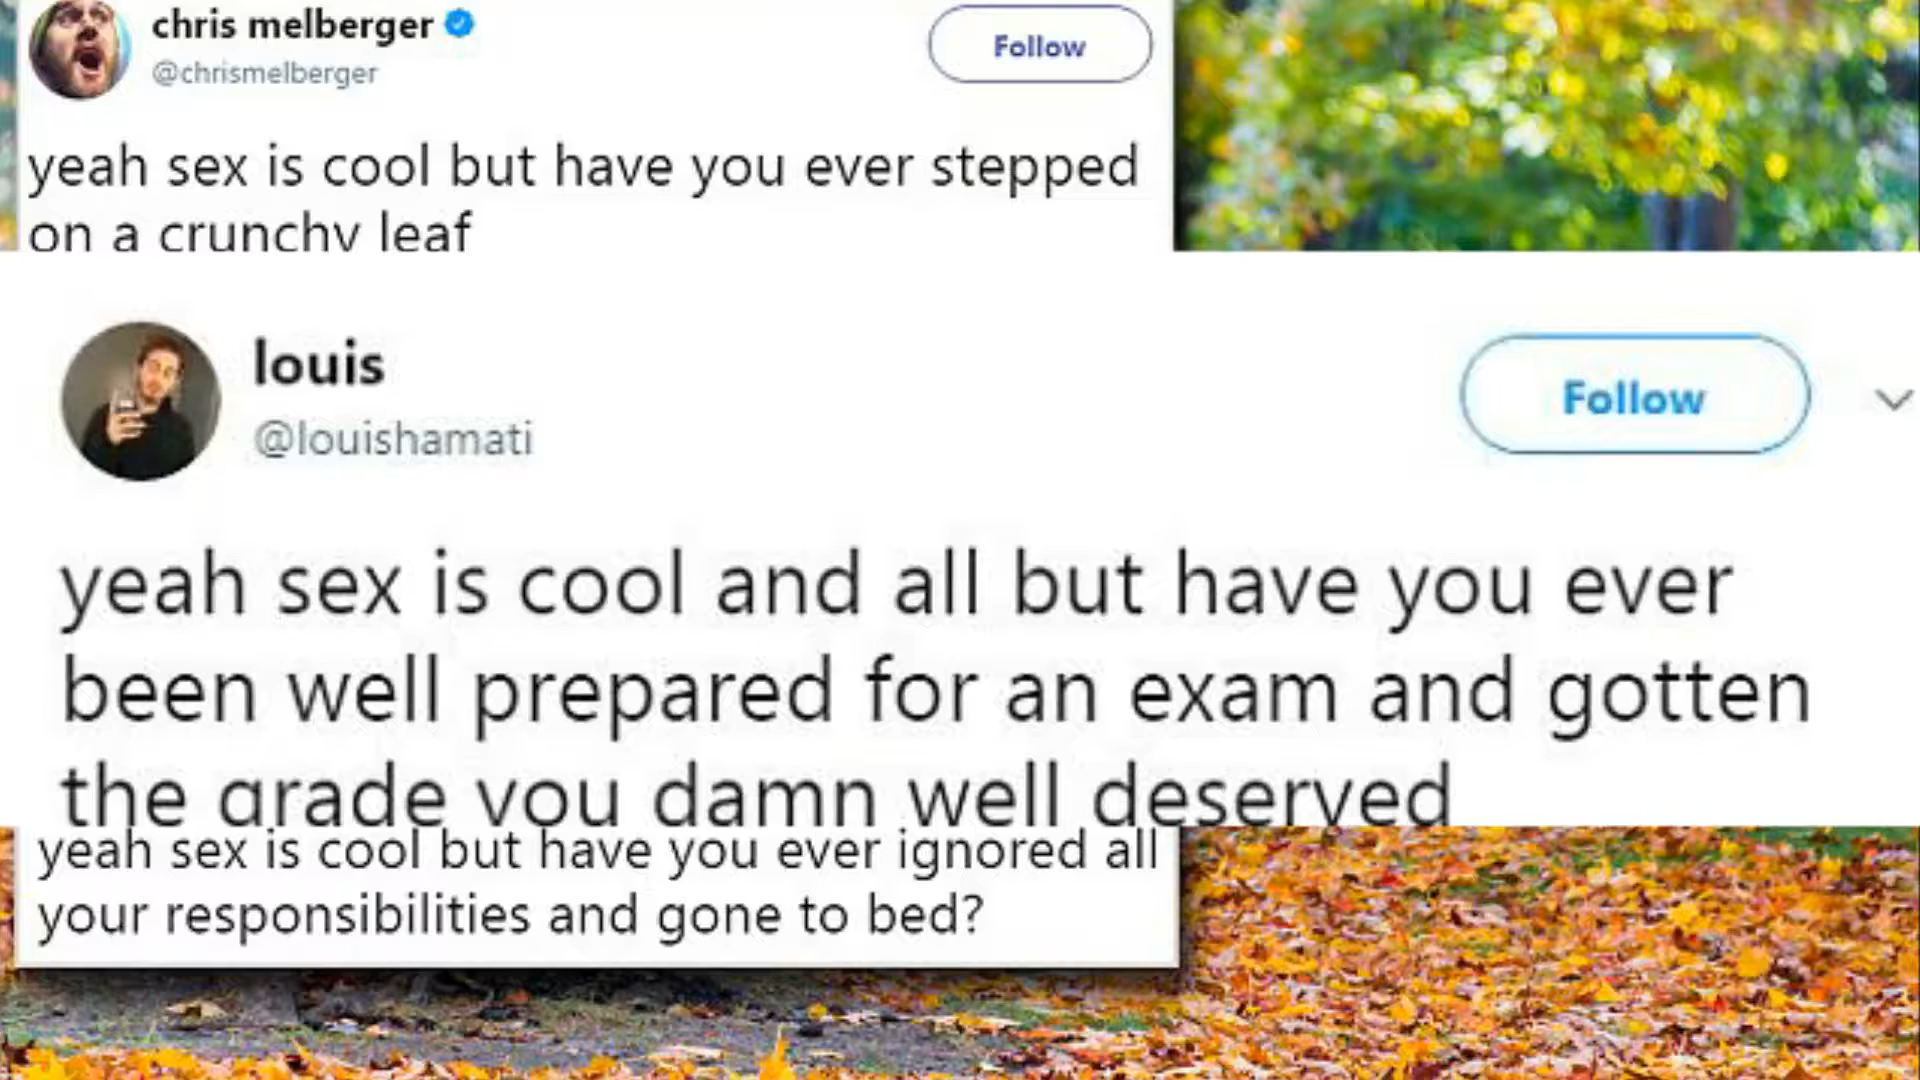 chris melberger
@chrismelberger
Follow
yeah sex is cool but have you ever stepped
on a crunchy leaf
louis
@louishamati
Follow
yeah sex is cool and all but have you ever
been well prepared for an exam and gotten
the grade you damn well deserved
yeah sex is cool but have you ever ignored all
your responsibilities and gone to bed?